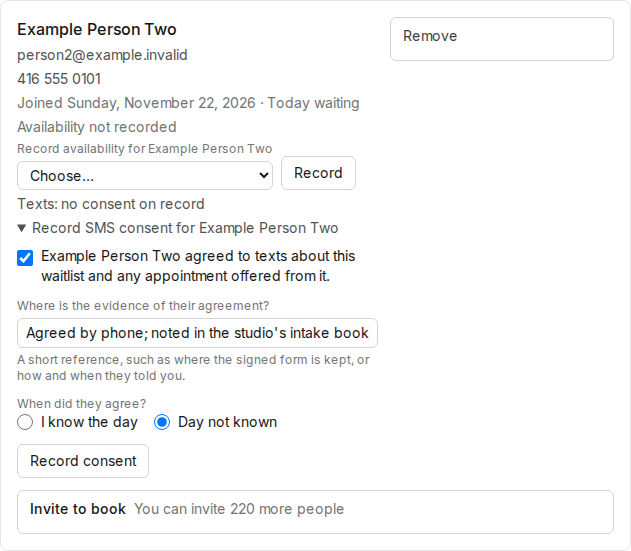 Example Person Two
Remove
person2@example.invalid
416 555 0101
Joined Sunday, November 22, 2026 · Today waiting
Availability not recorded
Record availability for Example Person Two
Choose...
Record
Texts: no consent on record
Record SMS consent for Example Person Two
Example Person Two agreed to texts about this
waitlist and any appointment offered from it.
Where is the evidence of their agreement?
Agreed by phone; noted in the studio's intake book
A short reference, such as where the signed form is kept, or
how and when they told you.
When did they agree?
I know the day
Day not known
Record consent
Invite to book You can invite 220 more people